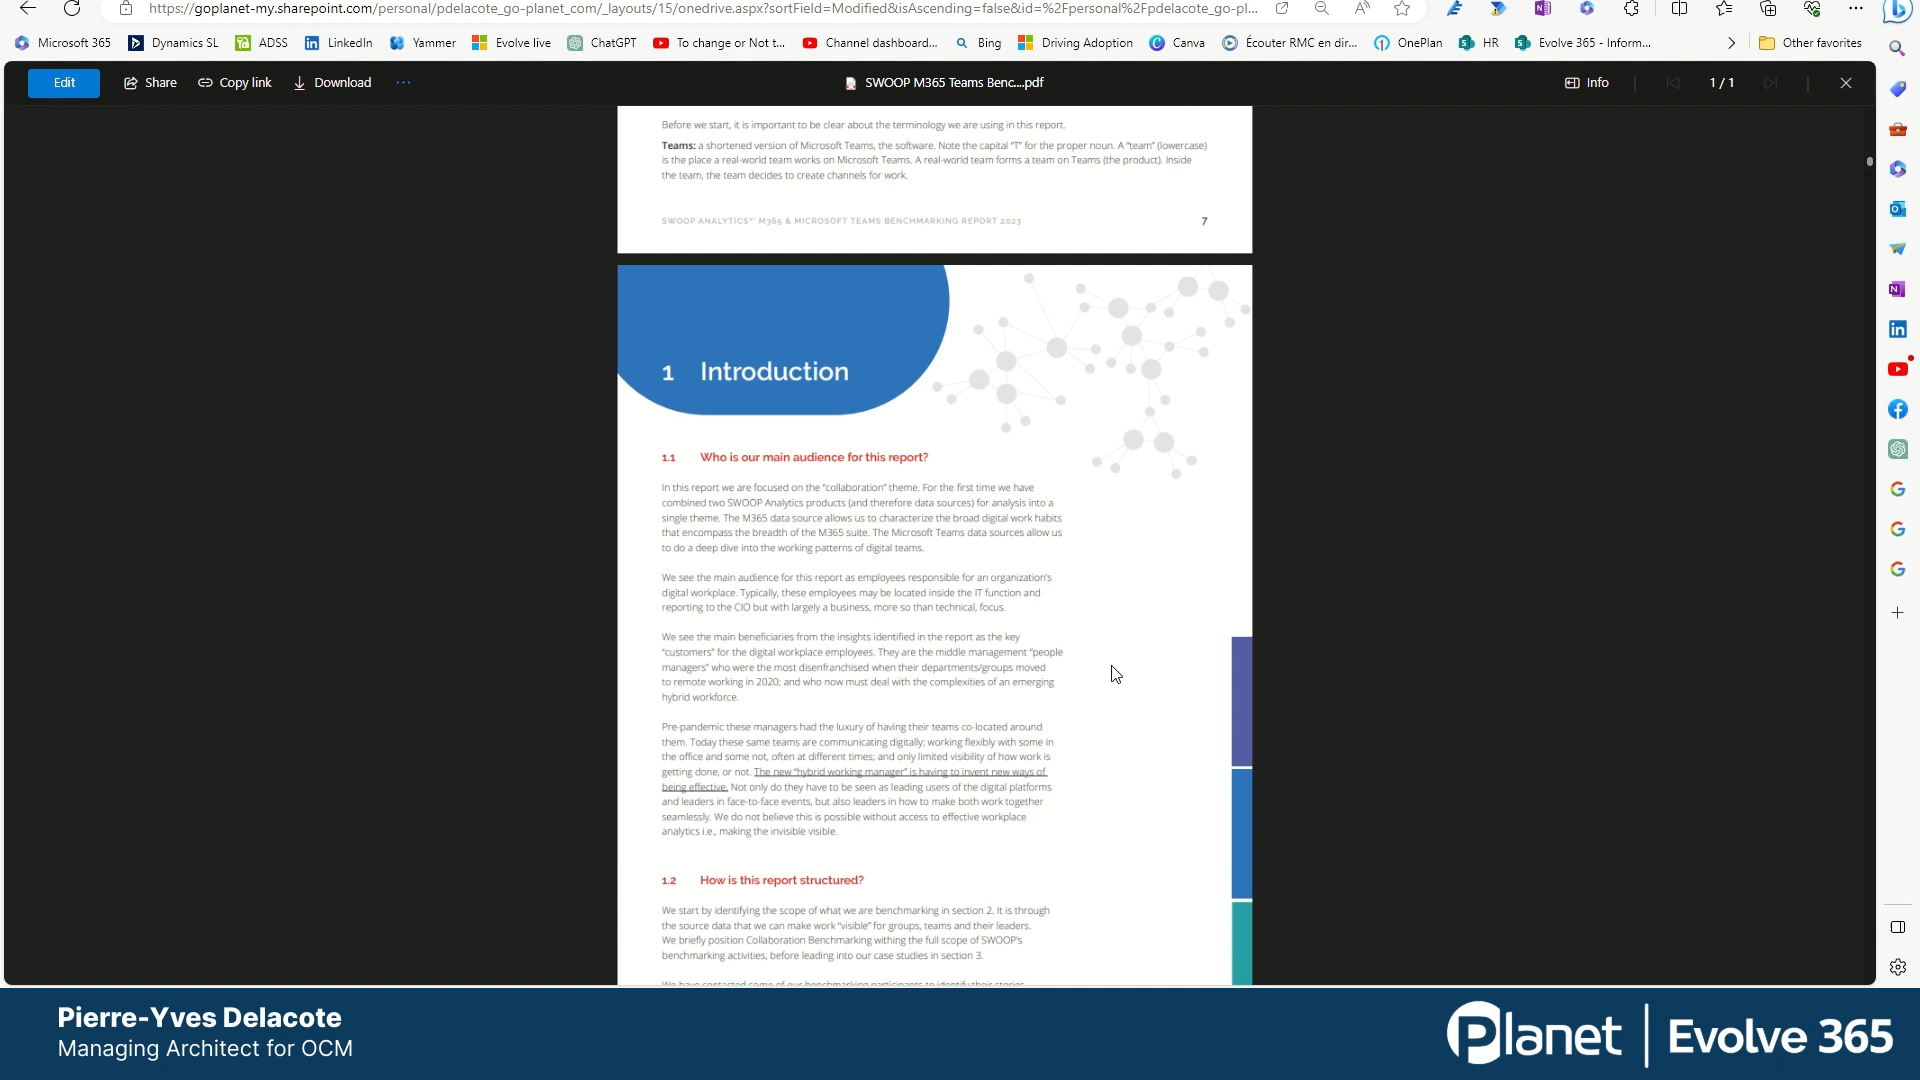 https://goplanet-my.sharepoint.com/personal/pdelacote_go-planet_com/_layouts/15/onedrive.aspx?sortField=Modified&isAscending=false&id=%2Fpersonal%2Fpdelacote_go-pl...
Microsoft 365 Dynamics SL ADSS LinkedIn Yammer Evolve live ChatGPT To change or Not t... Channel dashboard... Bing Driving Adoption Canva Écouter RMC en dir... OnePlan HR Evolve 365 - Inform... Other favorites
Edit Share Copy link Download ... SWOOP M365 Teams Benc....pdf Info 1 / 1
Before we start, it is important to be clear about the terminology we are using in this report.
Teams: a shortened version of Microsoft Teams, the software. Note the capital "T" for the proper noun. A "team" (lowercase)
is the place a real-world team works on Microsoft Teams. A real-world team forms a team on Teams (the product). Inside
the team, the team decides to create channels for work.
SWOOP ANALYTICS®' M365 & MICROSOFT TEAMS BENCHMARKING REPORT 2023 7
1 Introduction
1.1 Who is our main audience for this report?
In this report we are focused on the "collaboration" theme. For the first time we have
combined two SWOOP Analytics products (and therefore data sources) for analysis into a
single theme. The M365 data source allows us to characterize the broad digital work habits
that encompass the breadth of the M365 suite. The Microsoft Teams data sources allow us
to do a deep dive into the working patterns of digital teams.
We see the main audience for this report as employees responsible for an organization's
digital workplace. Typically, these employees may be located inside the IT function and
reporting to the CIO but with largely a business, more so than technical, focus.
We see the main beneficiaries from the insights identified in the report as the key
"customers" for the digital workplace employees. They are the middle management "people
managers" who were the most disenfranchised when their departments/groups moved
to remote working in 2020; and who now must deal with the complexities of an emerging
hybrid workforce.
Pre-pandemic these managers had the luxury of having their teams co-located around
them. Today these same teams are communicating digitally; working flexibly with some in
the office and some not, often at different times; and only limited visibility of how work is
getting done, or not. The new "hybrid working manager" is having to invent new ways of
being effective. Not only do they have to be seen as leading users of the digital platforms
and leaders in face-to-face events, but also leaders in how to make both work together
seamlessly. We do not believe this is possible without access to effective workplace
analytics i.e., making the invisible visible.
1.2 How is this report structured?
We start by identifying the scope of what we are benchmarking in section 2. It is through
the source data that we can make work "visible" for groups, teams and their leaders.
We briefly position Collaboration Benchmarking withing the full scope of SWOOP's
benchmarking activities, before leading into our case studies in section 3.
We have contacted some of our benchmarking participants to identify their stories
Pierre-Yves Delacote
Managing Architect for OCM
Planet Evolve 365